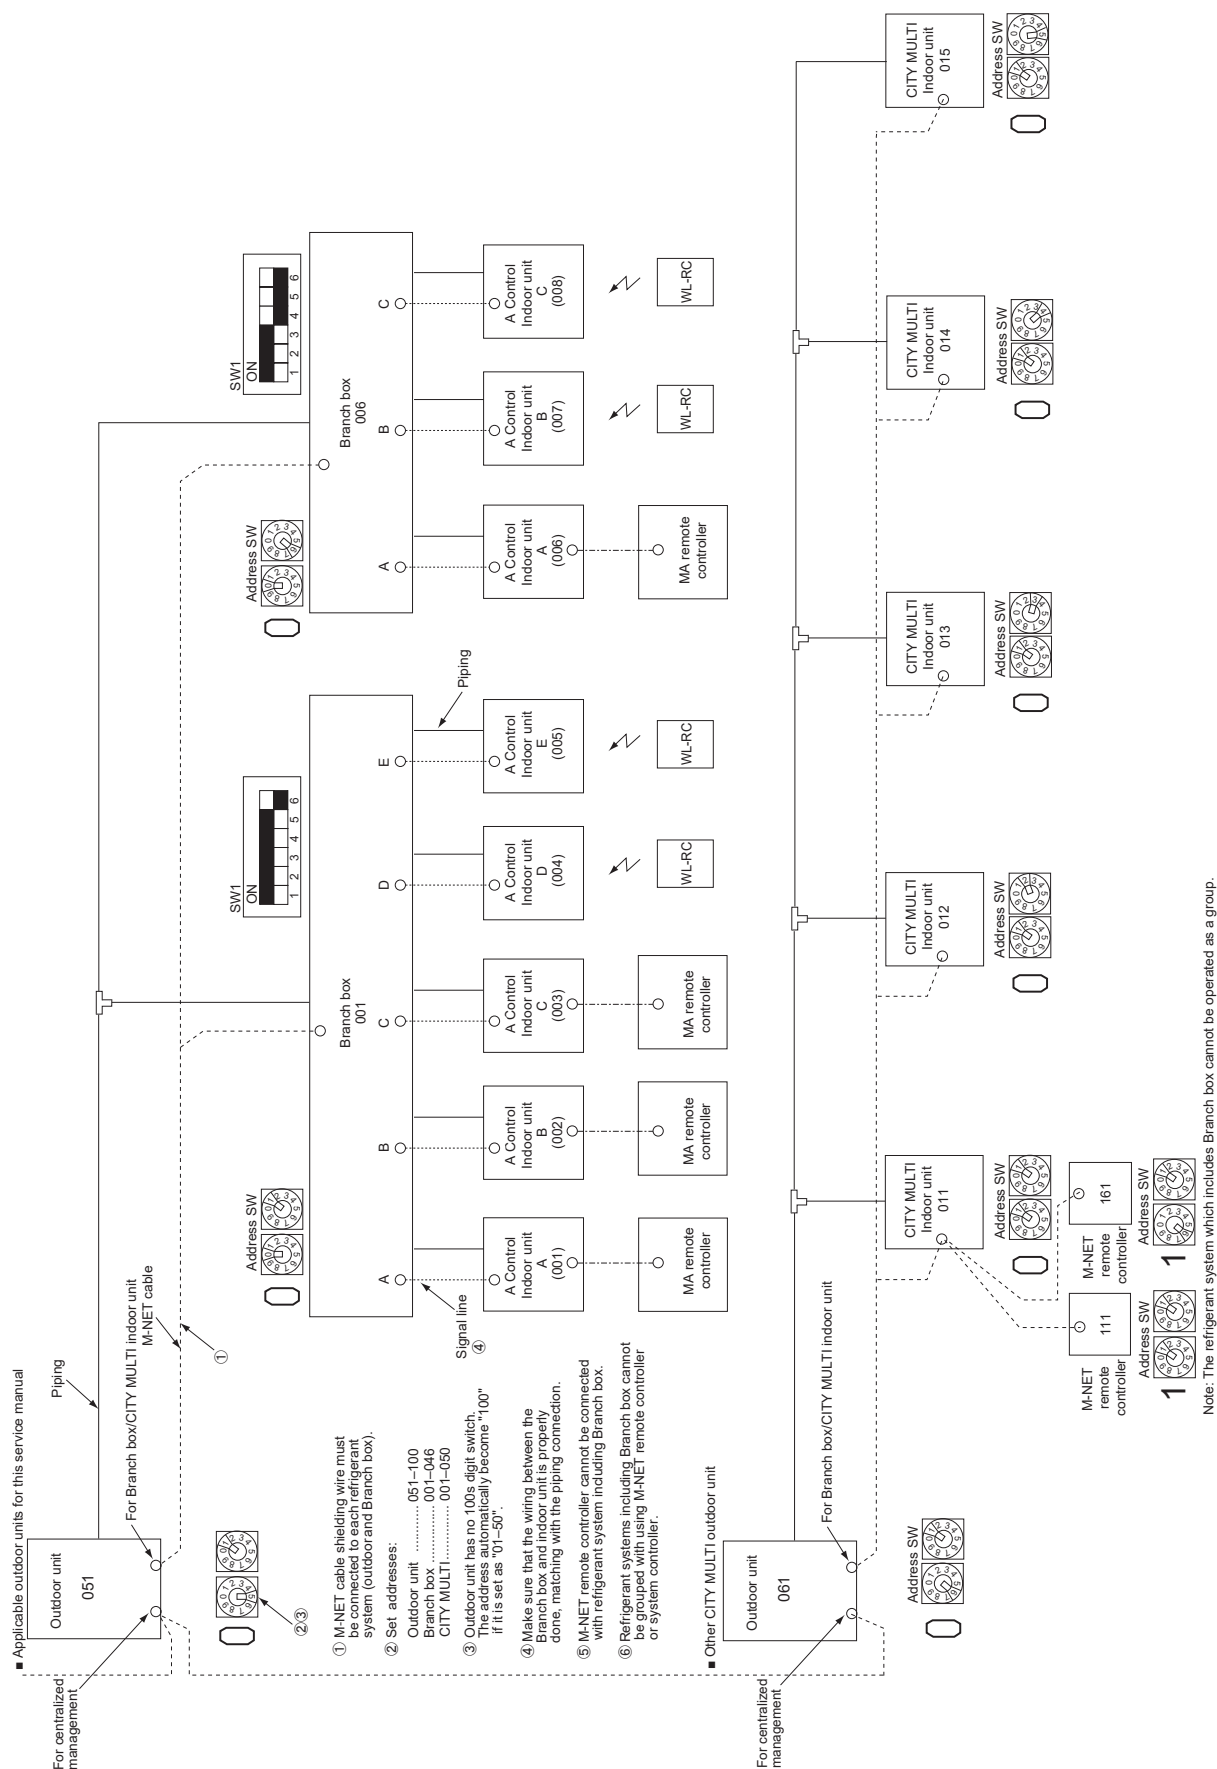 ■ Applicable outdoor units for this service manual
Outdoor unit
051
Piping
For centralized
management
For Branch box/CITY MULTI indoor unit
M-NET cable
①
②③
Address SW
SW1
ON
1 2 3 4 5 6
Branch box
001
A
B
C
D
E
Signal line
④
Piping
A Control
Indoor unit
A
(001)
A Control
Indoor unit
B
(002)
A Control
Indoor unit
C
(003)
A Control
Indoor unit
D
(004)
A Control
Indoor unit
E
(005)
MA remote
controller
MA remote
controller
MA remote
controller
WL-RC
WL-RC
Address SW
SW1
ON
1 2 3 4 5 6
Branch box
006
A
B
C
A Control
Indoor unit
A
(006)
A Control
Indoor unit
B
(007)
A Control
Indoor unit
C
(008)
MA remote
controller
WL-RC
WL-RC
① M-NET cable shielding wire must
be connected to each refrigerant
system (outdoor and Branch box).
② Set addresses:
Outdoor unit ............ 051–100
Branch box ............... 001–046
CITY MULTI ............. 001–050
③ Outdoor unit has no 100s digit switch.
The address automatically become "100"
if it is set as "01–50".
④ Make sure that the wiring between the
Branch box and indoor unit is properly
done, matching with the piping connection.
⑤ M-NET remote controller cannot be connected
with refrigerant system including Branch box.
⑥ Refrigerant systems including Branch box cannot
be grouped with using M-NET remote controller
or system controller.
■ Other CITY MULTI outdoor unit
Outdoor unit
061
For centralized
management
For Branch box/CITY MULTI indoor unit
Address SW
0
CITY MULTI
Indoor unit
011
Address SW
0
CITY MULTI
Indoor unit
012
Address SW
0
CITY MULTI
Indoor unit
013
Address SW
0
CITY MULTI
Indoor unit
014
Address SW
0
CITY MULTI
Indoor unit
015
Address SW
0
M-NET
remote
controller
111
Address SW
1
M-NET
remote
controller
161
Address SW
1
Note: The refrigerant system which includes Branch box cannot be operated as a group.